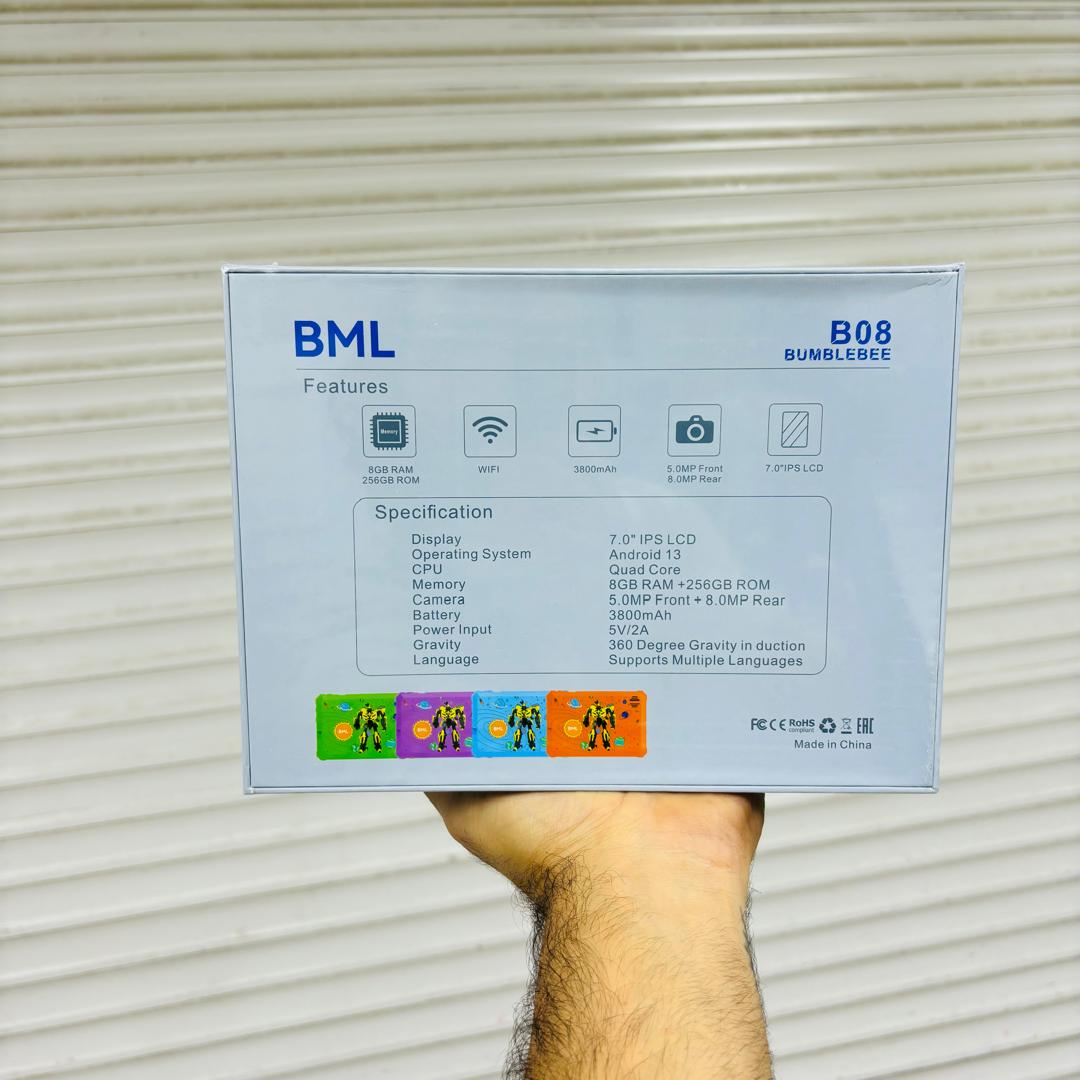 BML
B08
BUMBLEBEE
Features
Memory
8GB RAM
256GB ROM
WIFI
3800mAh
5.0MP Front
8.0MP Rear
7.0"IPS LCD
Specification
Display 7.0" IPS LCD
Operating System Android 13
CPU Quad Core
Memory 8GB RAM +256GB ROM
Camera 5.0MP Front + 8.0MP Rear
Battery 3800mAh
Power Input 5V/2A
Gravity 360 Degree Gravity in duction
Language Supports Multiple Languages
BML BML BML BML
FC CE RoHS compliant EAC
Made in China